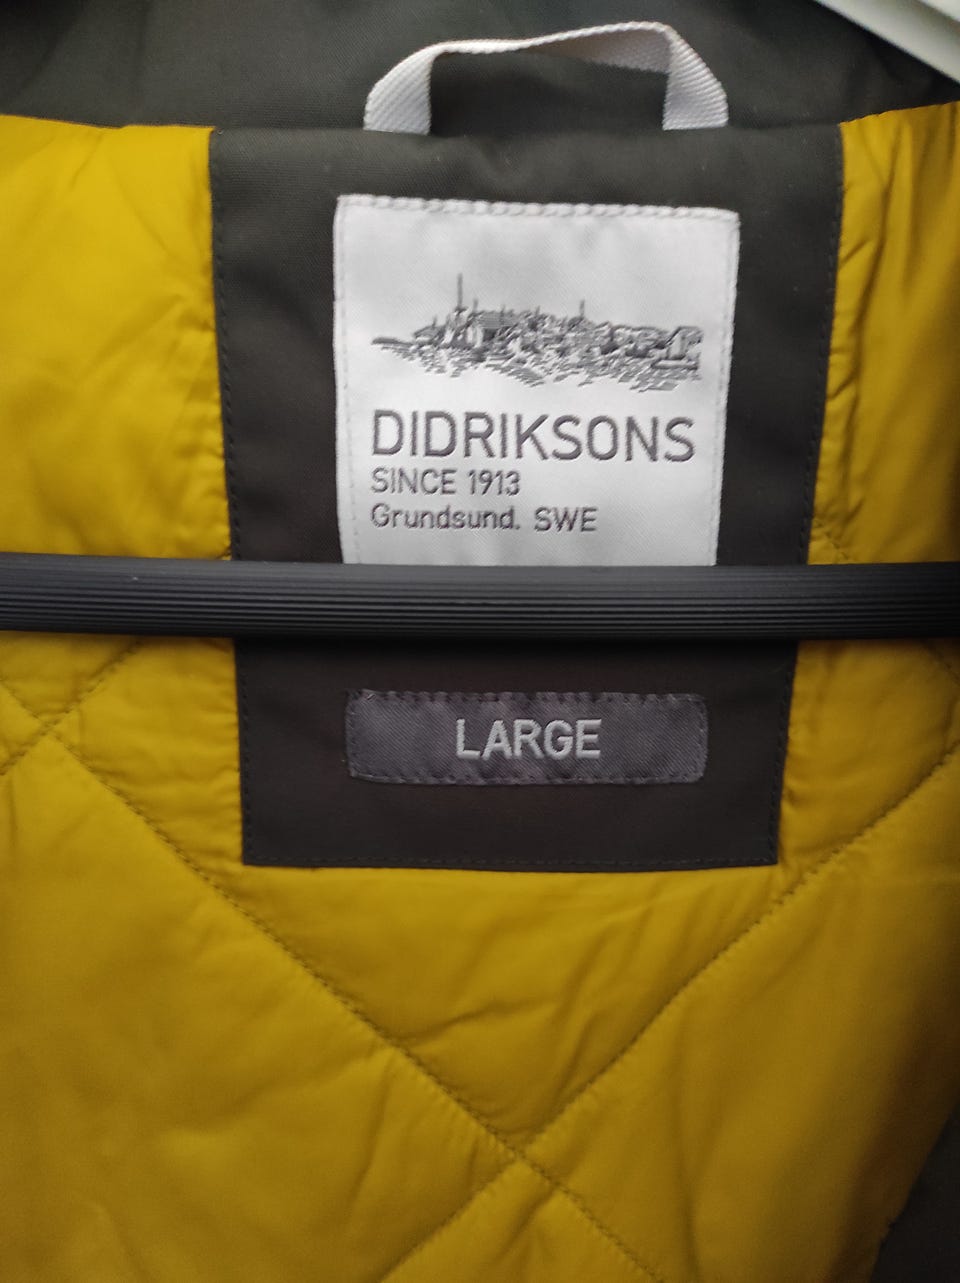 DIDRIKSONS
SINCE 1913
Grundsund. SWE
LARGE